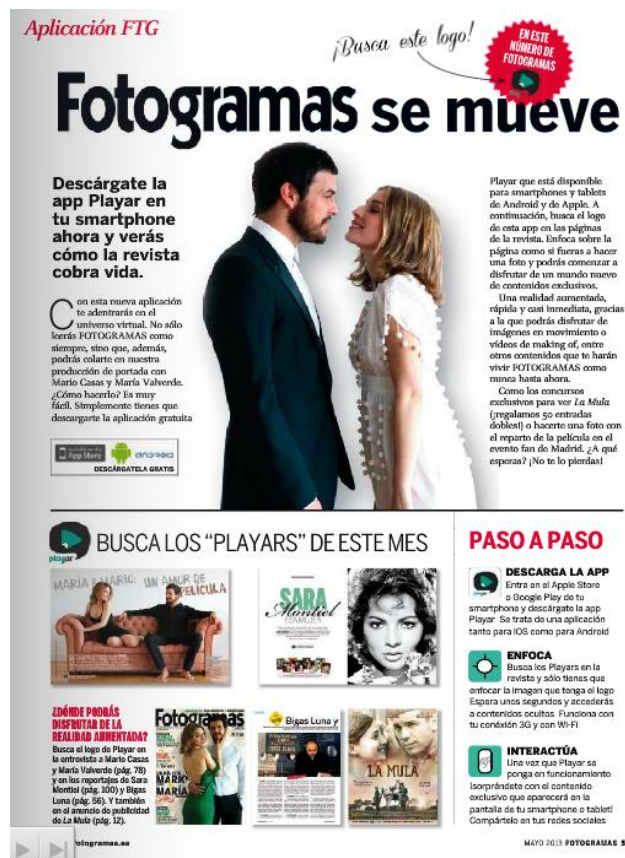 Aplicación FTG
¡Busca este logo!
EN ESTE
NÚMERO DE
FOTOGRAMAS
Fotogramas se mueve
Descárgate la
app Playar en
tu smartphone
ahora y verás
cómo la revista
cobra vida.
Con esta nueva aplicación
te adentrarás en el
universo virtual. No sólo
leerás FOTOGRAMAS como
siempre, sino que, además,
podrás colarte en nuestra
producción de portada con
Mario Casas y María Valverde.
¿Cómo hacerlo? Es muy
fácil. Simplemente tienes que
descargarte la aplicación gratuita
Playar que está disponible
para smartphones y tablets
de Android y de Apple. A
continuación, busca el logo
de esta app en las páginas
de la revista. Enfoca sobre la
página como si fueras a hacer
una foto y podrás comenzar a
disfrutar de un mundo nuevo
de contenidos exclusivos.
Una realidad aumentada,
rápida y casi inmediata, gracias
a la que podrás disfrutar de
imágenes en movimiento o
vídeos de making of, entre
otros contenidos que te harán
vivir FOTOGRAMAS como
nunca hasta ahora.
Como los concursos
exclusivos para ver La Mula
(¡regalamos 50 entradas
dobles!) o hacerte una foto con
el reparto de la película en el
evento fan de Madrid. ¿A qué
esperas? ¡No te lo pierdas!
App Store
ANDROID
DESCÁRGATELA GRATIS
playar
BUSCA LOS "PLAYARS" DE ESTE MES
MARÍA & MARIO: UN AMOR DE
PELÍCULA
SARA
Montiel
¿DÓNDE PODRÁS
DISFRUTAR DE LA
REALIDAD AUMENTADA?
Busca el logo de Playar en
la entrevista a Mario Casas
y María Valverde (pág. 78)
y en los reportajes de Sara
Montiel (pág. 100) y Bigas
Luna (pág. 56). Y también
en el anuncio de publicidad
de La Mula (pág. 12).
Fotogramas
MARIO
MARÍA
Bigas Luna y
LA MULA
PASO A PASO
DESCARGA LA APP
Entra en el Apple Store
o Google Play de tu
smartphone y descárgate la app
Playar Se trata de una aplicación
tanto para IOS como para Android
ENFOCA
Busca los Playars en la
revista y sólo tienes que
enfocar la imagen que tenga el logo
Espera unos segundos y accederás
a contenidos ocultos Funciona con
tu conexión 3G y con Wi-Fi
INTERACTÚA
Una vez que Playar se
ponga en funcionamiento
¡sorpréndete con el contenido
exclusivo que aparecerá en la
pantalla de tu smartphone o tablet!
Compártelo en tus redes sociales
fotogramas.es
MAYO 2013 FOTOGRAMAS 5